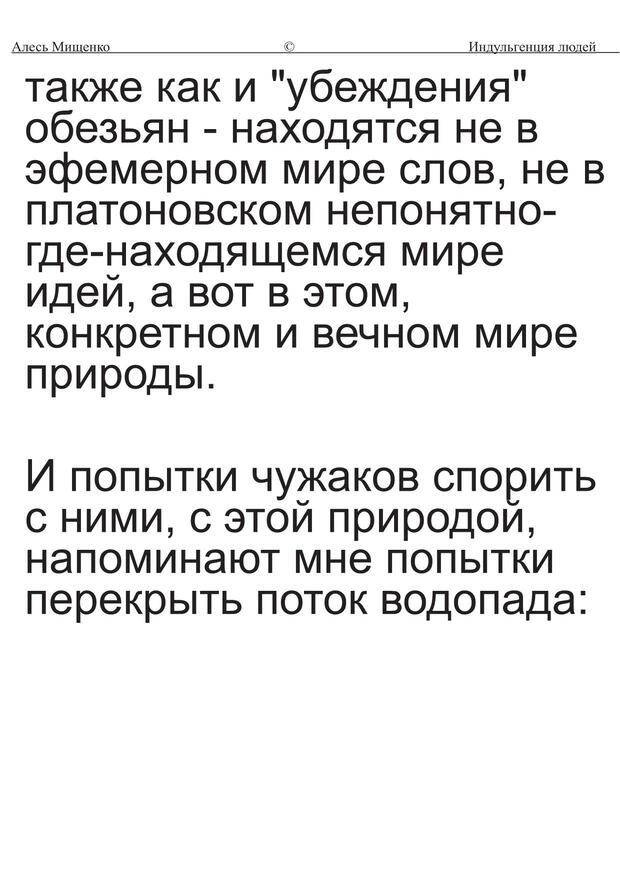 Алесь Мищенко © Индульгенция людей
также как и "убеждения"
обезьян - находятся не в
эфемерном мире слов, не в
платоновском непонятно-
где-находящемся мире
идей, а вот в этом,
конкретном и вечном мире
природы.
И попытки чужаков спорить
с ними, с этой природой,
напоминают мне попытки
перекрыть поток водопада: